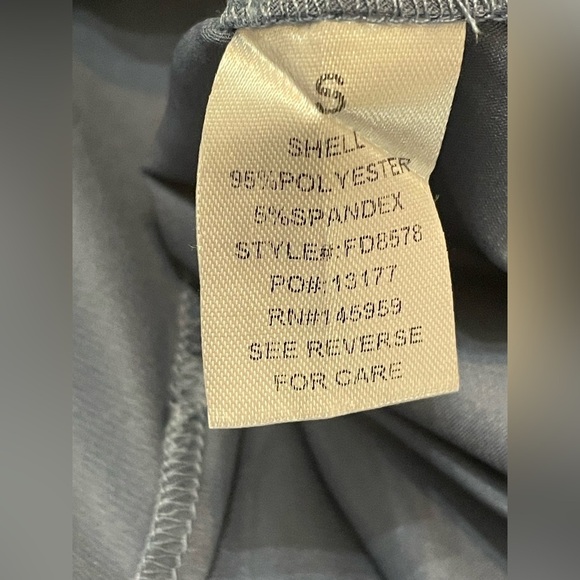 S
SHELL
95%POLYESTER
5%SPANDEX
STYLE#:FD8578
PO#:13177
RN#145959
SEE REVERSE
FOR CARE